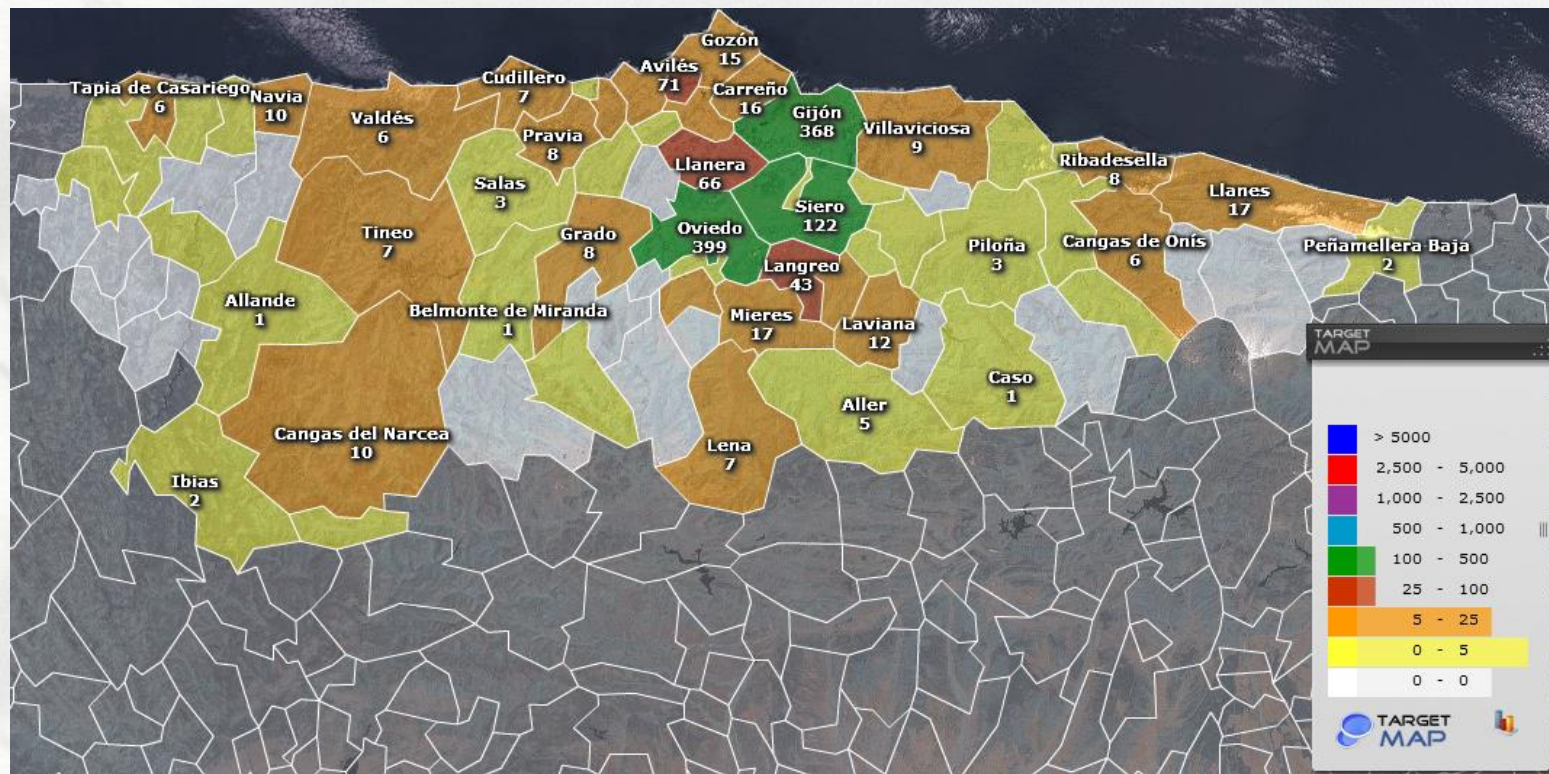 Gozón
15
Avilés
71
Cudillero
7
Tapia de Casariego
6
Navia
10
Carreño
16
Valdés
6
Gijón
368
Villaviciosa
9
Pravia
8
Llanera
66
Ribadesella
8
Salas
3
Llanes
17
Siero
122
Tineo
7
Grado
8
Oviedo
399
Piloña
3
Cangas de Onís
6
Peñamellera Baja
2
Langreo
43
Allande
1
Belmonte de Miranda
1
Mieres
17
Laviana
12
Caso
1
Aller
5
Cangas del Narcea
10
Lena
7
Ibias
2
TARGET
MAP
> 5000
2,500 - 5,000
1,000 - 2,500
500 - 1,000
100 - 500
25 - 100
5 - 25
0 - 5
0 - 0
TARGET
MAP